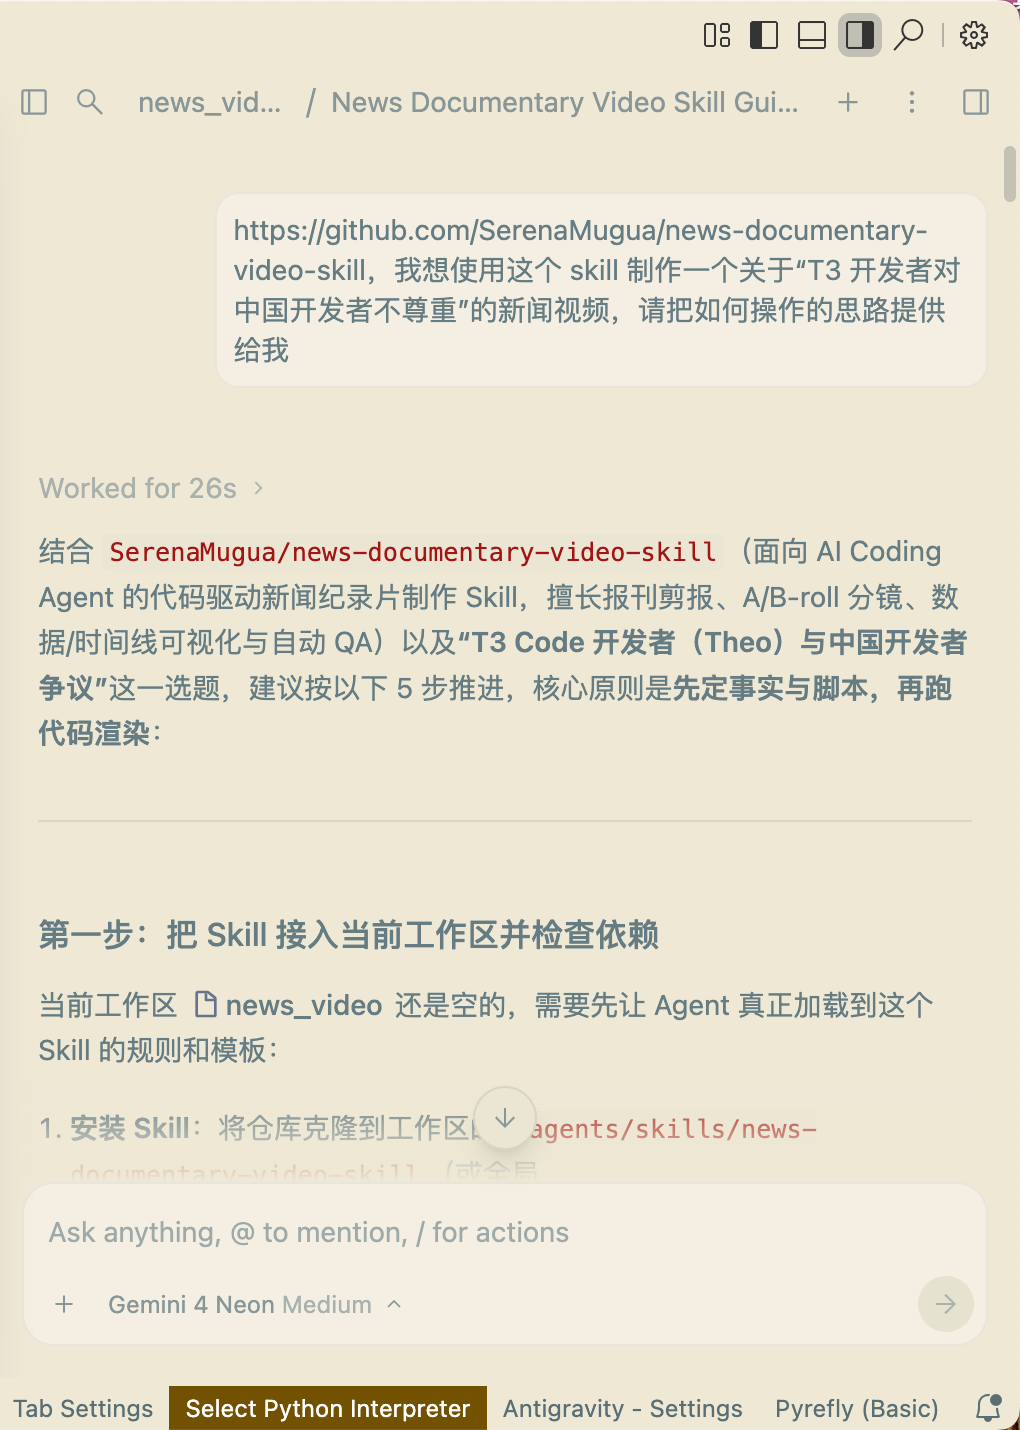 news_vid... / News Documentary Video Skill Gui...
https://github.com/SerenaMugua/news-documentary-
video-skill，我想使用这个 skill 制作一个关于“T3 开发者对
中国开发者不尊重”的新闻视频，请把如何操作的思路提供
给我
Worked for 26s
结合 SerenaMugua/news-documentary-video-skill （面向 AI Coding
Agent 的代码驱动新闻纪录片制作 Skill，擅长报刊剪报、A/B-roll 分镜、数
据/时间线可视化与自动 QA）以及“T3 Code 开发者（Theo）与中国开发者
争议”这一选题，建议按以下 5 步推进，核心原则是先定事实与脚本，再跑
代码渲染：
第一步：把 Skill 接入当前工作区并检查依赖
当前工作区 news_video 还是空的，需要先让 Agent 真正加载到这个
Skill 的规则和模板：
1. 安装 Skill：将仓库克隆到工作区 agents/skills/news-
documentary-video-skill （或全局
Ask anything, @ to mention, / for actions
Gemini 4 Neon Medium
Tab Settings Select Python Interpreter Antigravity - Settings Pyrefly (Basic)